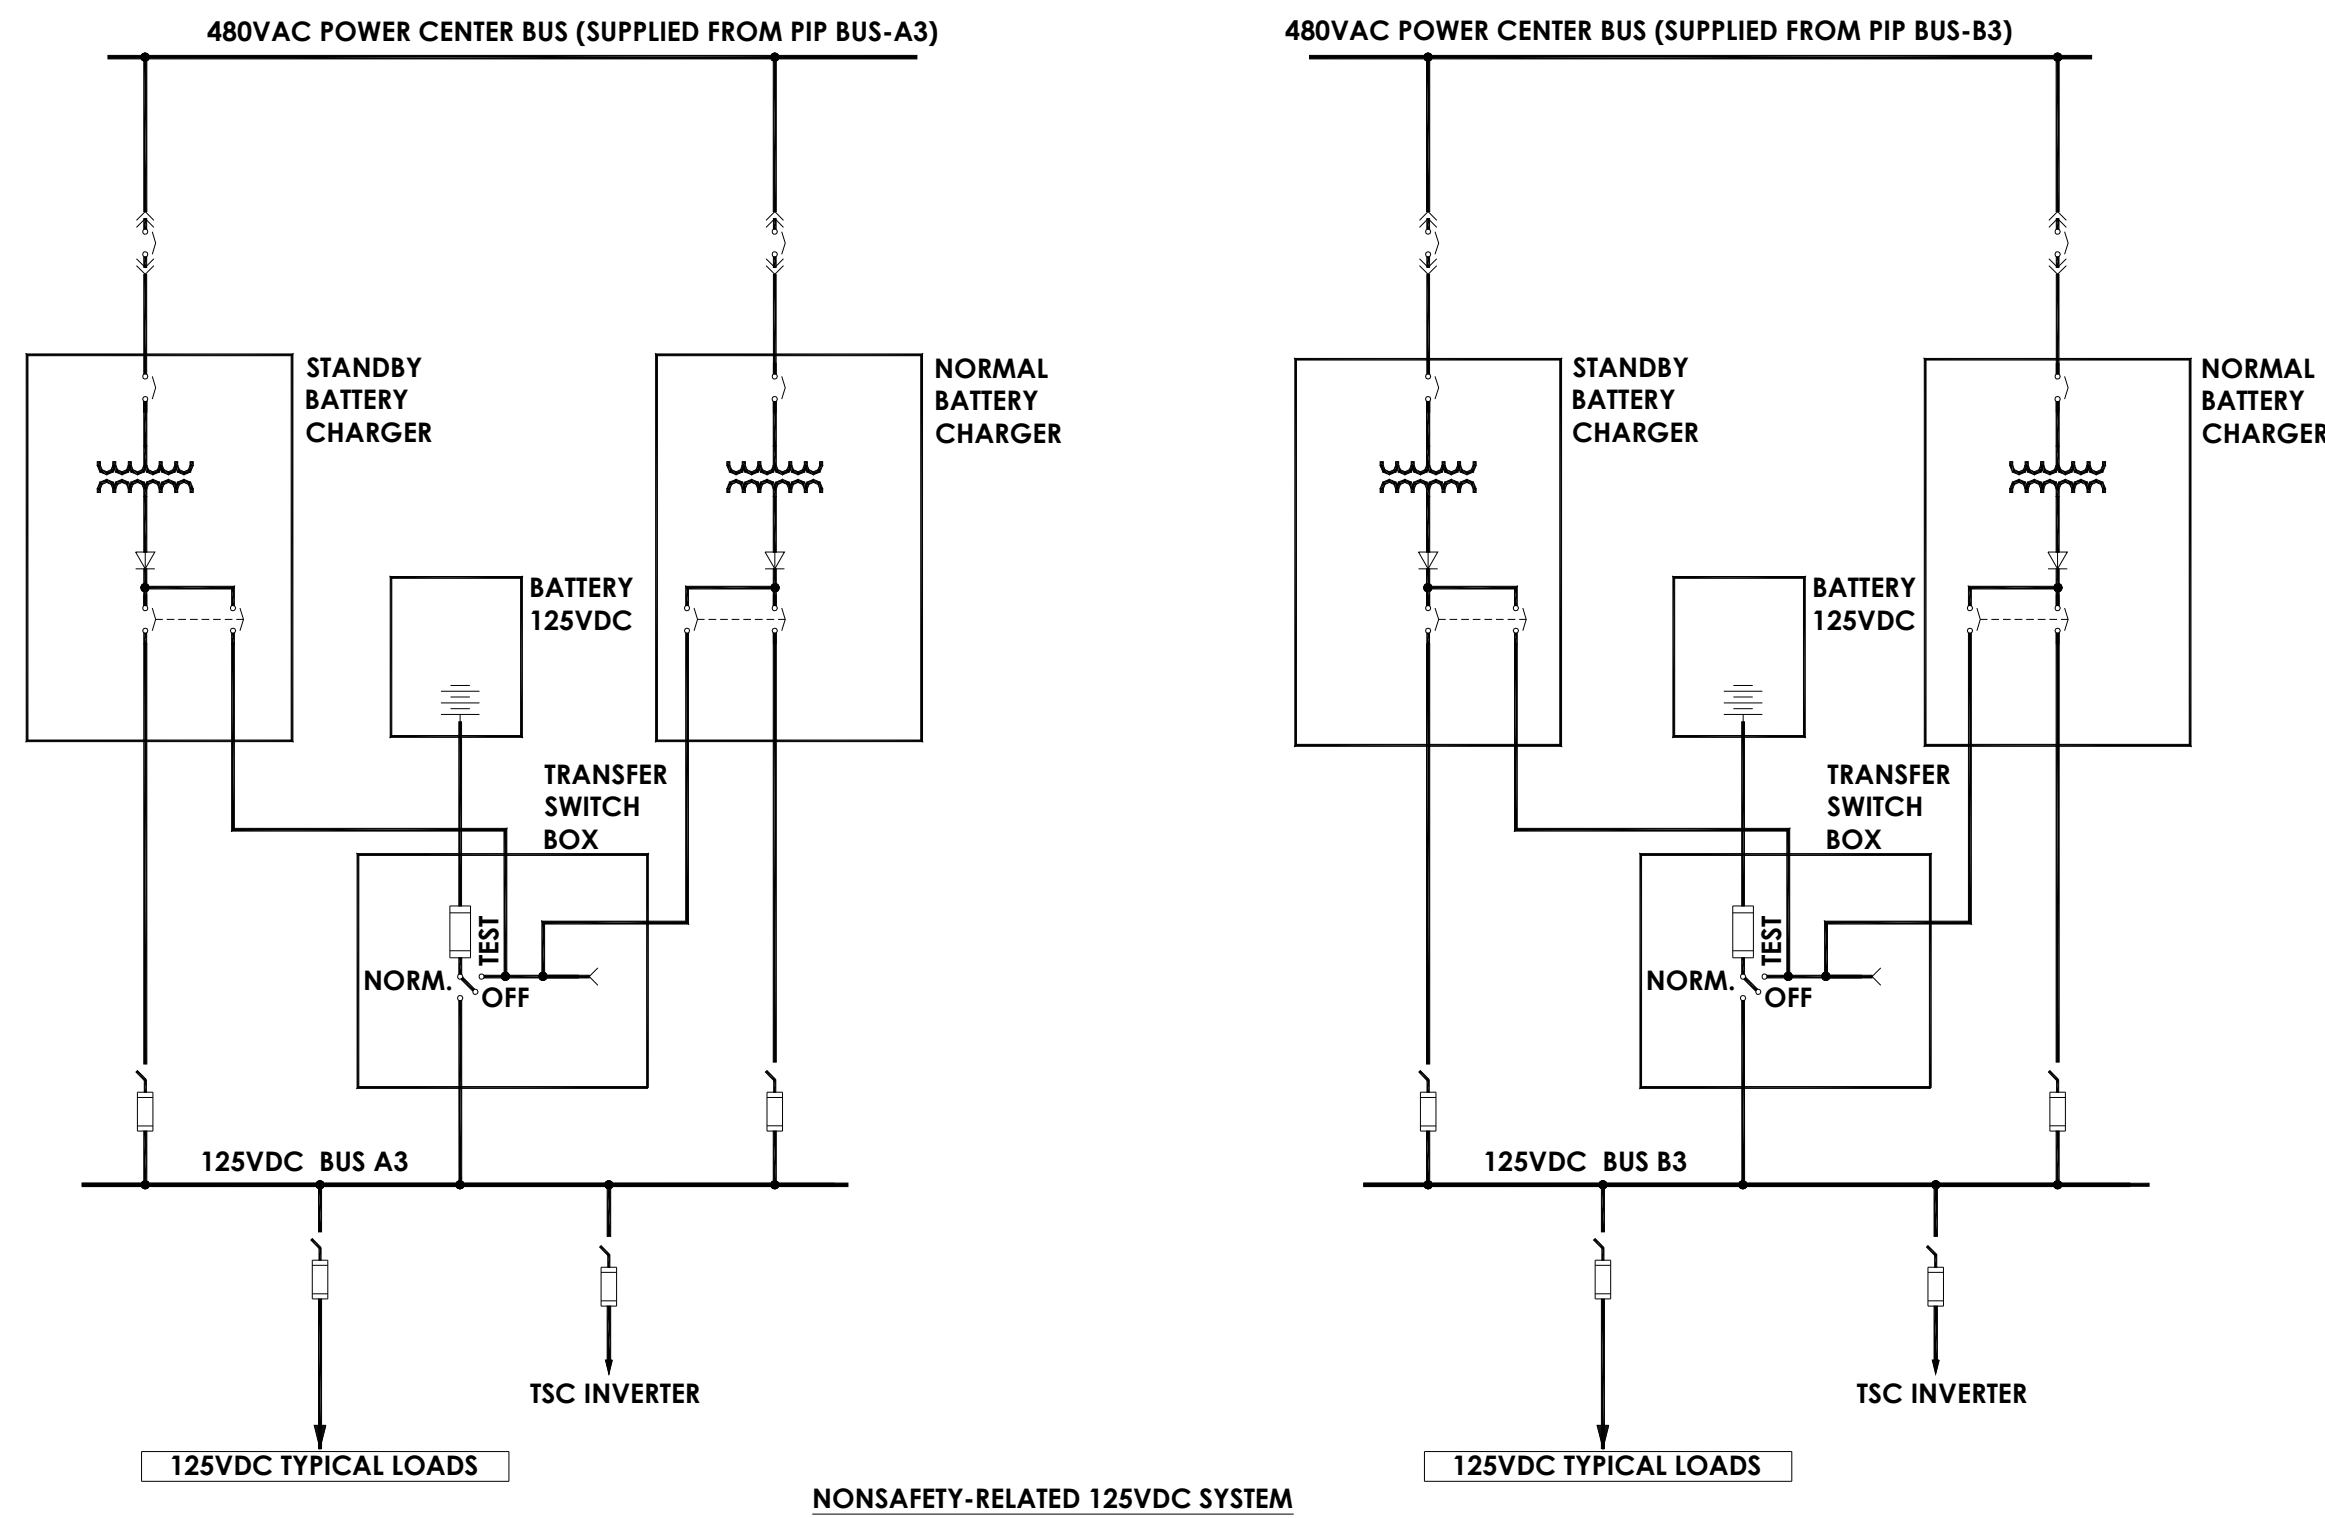 480VAC POWER CENTER BUS (SUPPLIED FROM PIP BUS-A3)
480VAC POWER CENTER BUS (SUPPLIED FROM PIP BUS-B3)
STANDBY
BATTERY
CHARGER
NORMAL
BATTERY
CHARGER
STANDBY
BATTERY
CHARGER
NORMAL
BATTERY
CHARGER
BATTERY
125VDC
BATTERY
125VDC
TRANSFER
SWITCH
BOX
TRANSFER
SWITCH
BOX
TEST
NORM.
OFF
TEST
NORM.
OFF
125VDC BUS A3
125VDC BUS B3
TSC INVERTER
TSC INVERTER
125VDC TYPICAL LOADS
125VDC TYPICAL LOADS
NONSAFETY-RELATED 125VDC SYSTEM